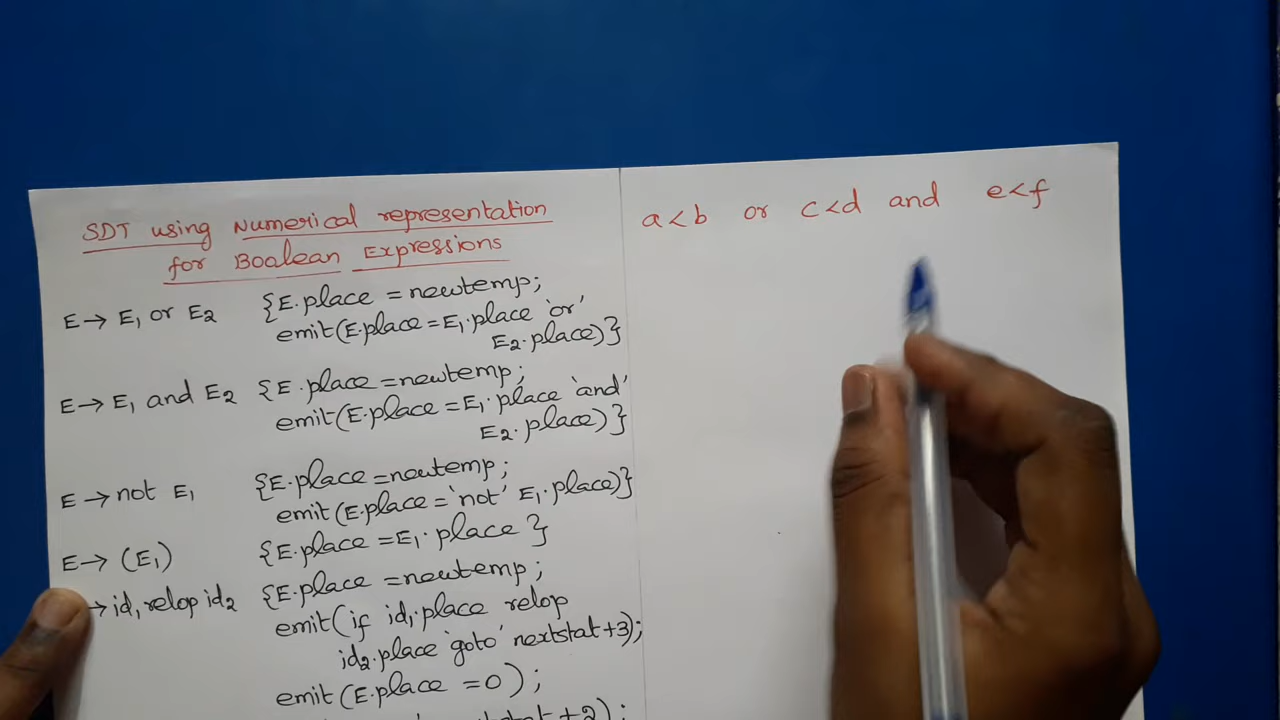 SDT using Numerical representation
for Boolean Expressions
E → E1 or E2 {E.place = newtemp;
emit(E.place = E1.place 'or'
E2.place)}
E → E1 and E2 {E.place = newtemp;
emit(E.place = E1.place 'and'
E2.place)}
E → not E1 {E.place = newtemp;
emit(E.place = 'not' E1.place)}
E → (E1) {E.place = E1.place }
→ id1 relop id2 {E.place = newtemp;
emit(if id1.place relop
id2.place 'goto' nextstat+3);
emit(E.place = 0);
+2);
a<b or c<d and e<f